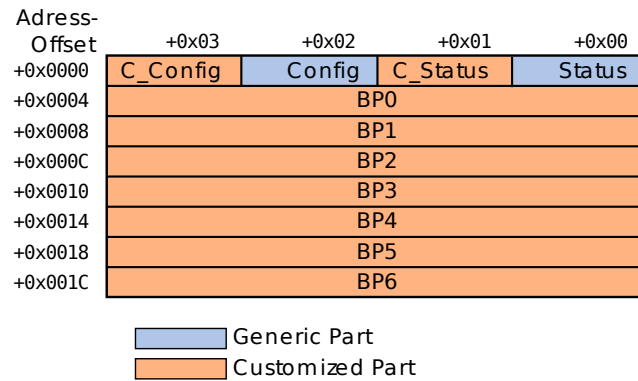 Adress-
Offset +0x03 +0x02 +0x01 +0x00
+0x0000 C_Config Config C_Status Status
+0x0004 BP0
+0x0008 BP1
+0x000C BP2
+0x0010 BP3
+0x0014 BP4
+0x0018 BP5
+0x001C BP6
Generic Part
Customized Part